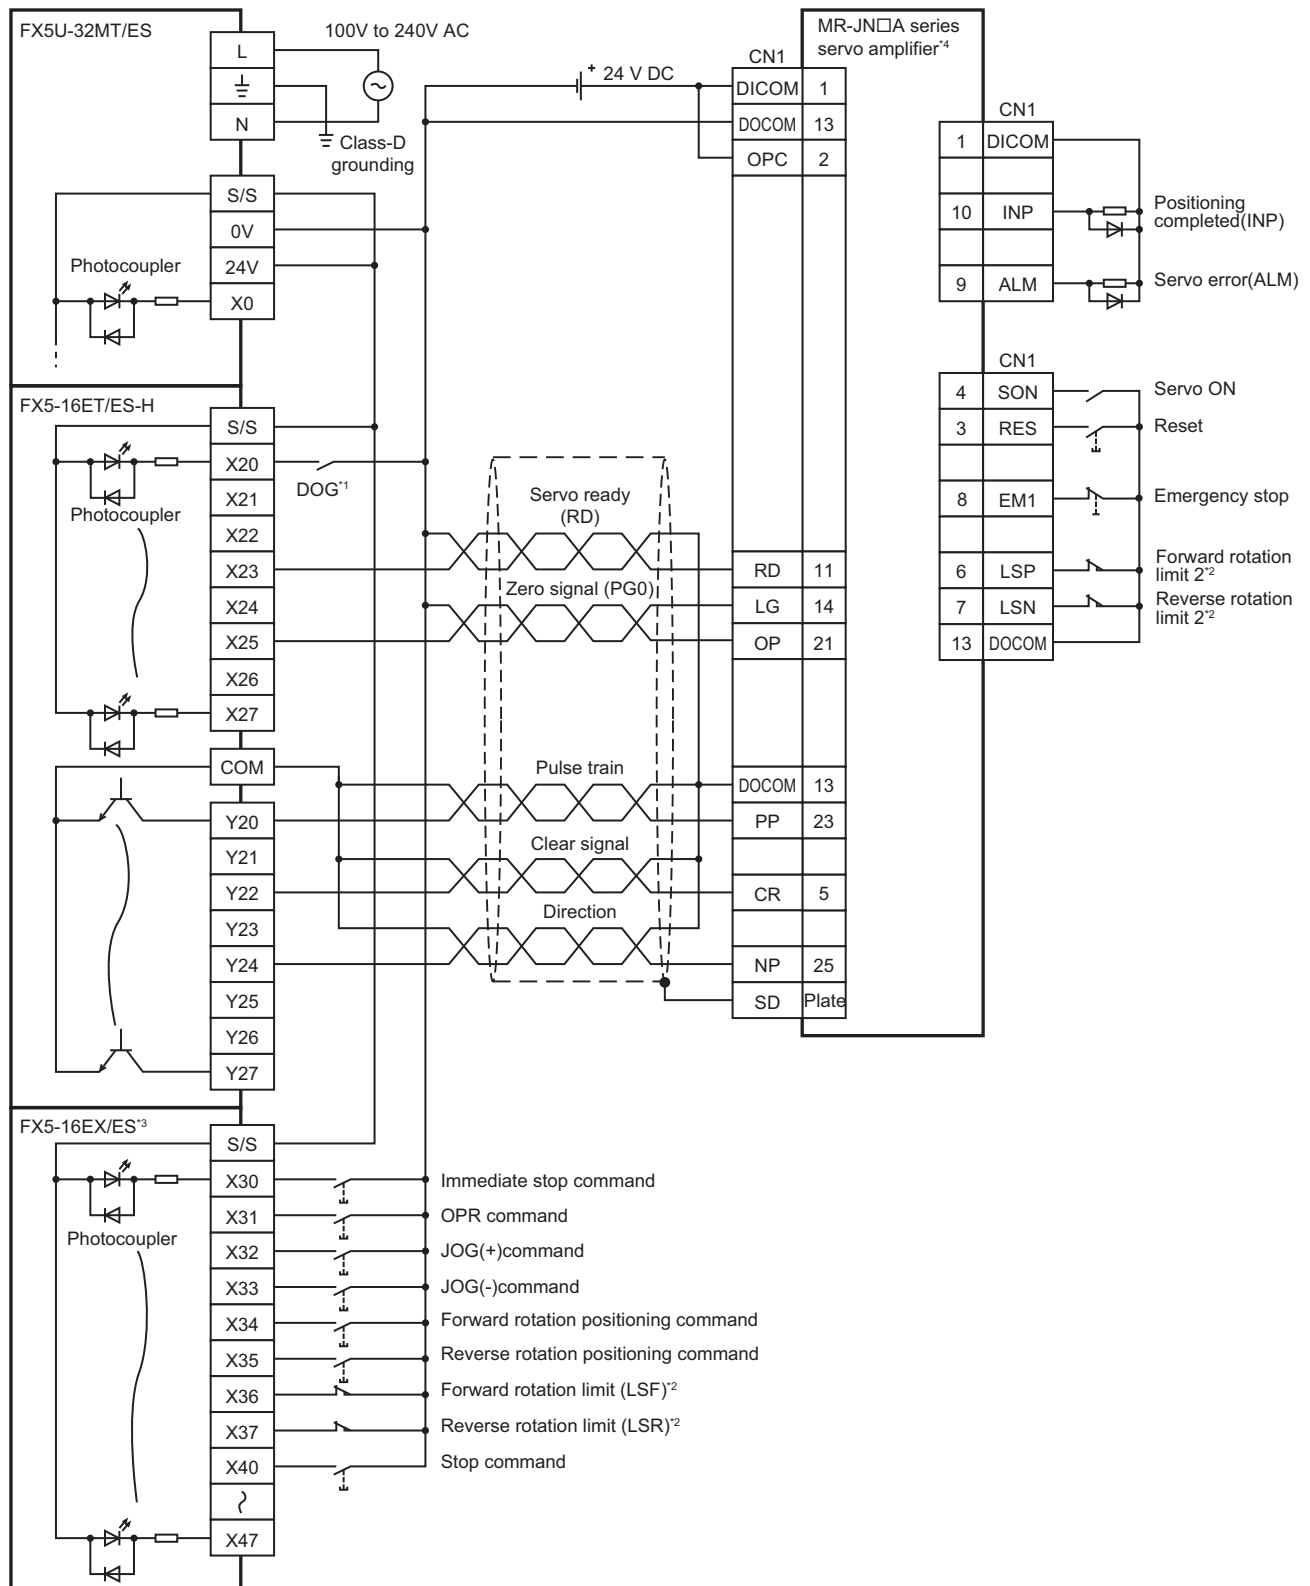 FX5U-32MT/ES
L
N
100V to 240V AC
Class-D
grounding
S/S
0V
24V
X0
Photocoupler
FX5-16ET/ES-H
S/S
X20
X21
X22
X23
X24
X25
X26
X27
DOG*1
Photocoupler
COM
Y20
Y21
Y22
Y23
Y24
Y25
Y26
Y27
FX5-16EX/ES*3
S/S
X30
X31
X32
X33
X34
X35
X36
X37
X40
X47
Photocoupler
Immediate stop command
OPR command
JOG(+)command
JOG(-)command
Forward rotation positioning command
Reverse rotation positioning command
Forward rotation limit (LSF)*2
Reverse rotation limit (LSR)*2
Stop command
+ 24 V DC
Servo ready
(RD)
Zero signal (PG0)
Pulse train
Clear signal
Direction
MR-JN□A series
servo amplifier*4
CN1
DICOM 1
DOCOM 13
OPC 2
RD 11
LG 14
OP 21
DOCOM 13
PP 23
CR 5
NP 25
SD Plate
CN1
1 DICOM
10 INP
9 ALM
Positioning
completed(INP)
Servo error(ALM)
CN1
4 SON
3 RES
8 EM1
6 LSP
7 LSN
13 DOCOM
Servo ON
Reset
Emergency stop
Forward rotation
limit 2*2
Reverse rotation
limit 2*2